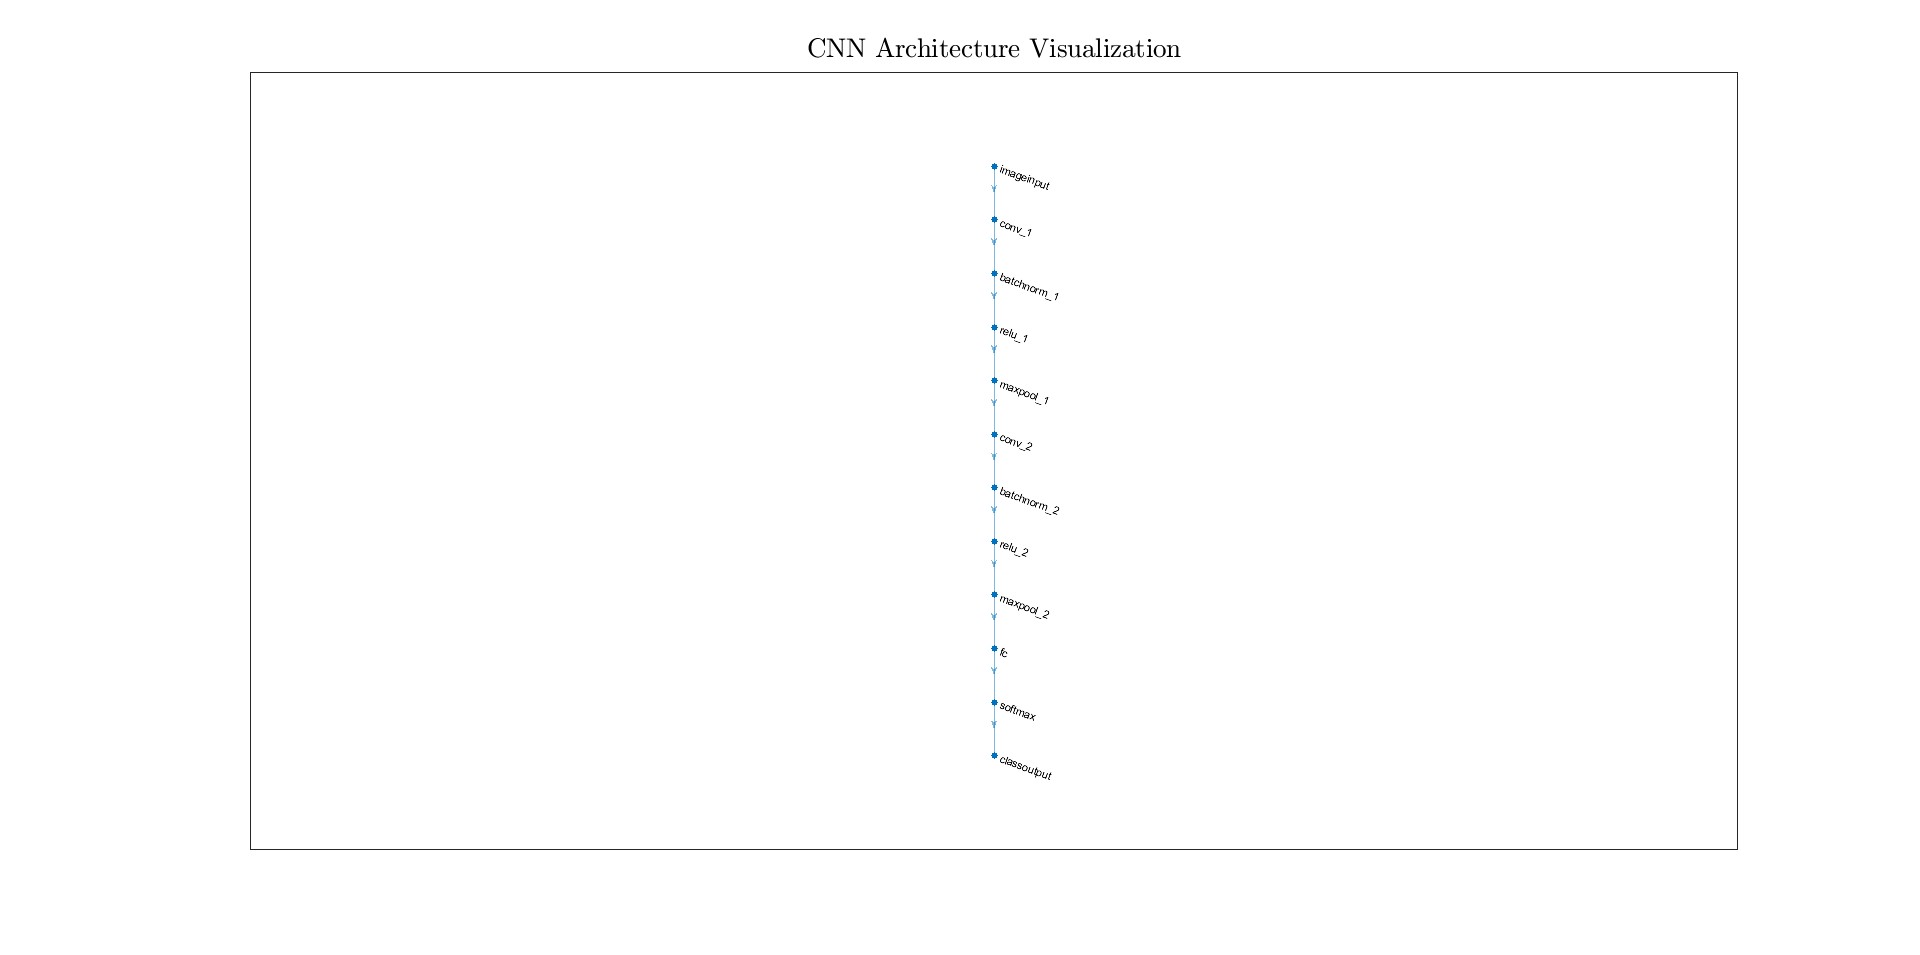 CNN Architecture Visualization
imageinput
conv_1
batchnorm_1
relu_1
maxpool_1
conv_2
batchnorm_2
relu_2
maxpool_2
fc
softmax
classoutput